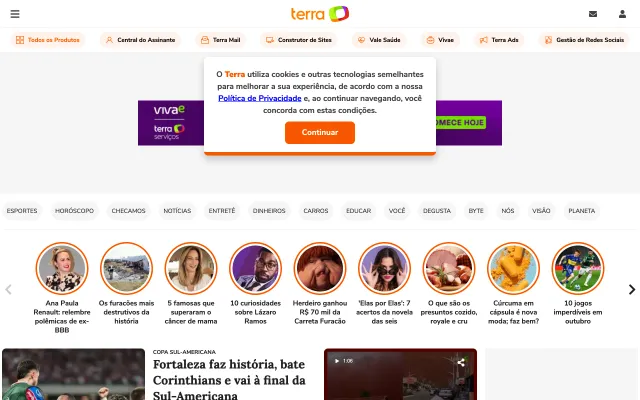 terra
Todos os Produtos
Central do Assinante
Terra Mail
Construtor de Sites
Vale Saúde
Vivae
Terra Ads
Gestão de Redes Sociais
O Terra utiliza cookies e outras tecnologias semelhantes
para melhorar a sua experiência, de acordo com a nossa
Política de Privacidade e, ao continuar navegando, você
concorda com estas condições.
Continuar
vivae
terra
serviços
OMECE HOJE
ESPORTES
HORÓSCOPO
CHECAMOS
NOTÍCIAS
ENTRETÊ
DINHEIROS
CARROS
EDUCAR
VOCÊ
DEGUSTA
BYTE
NÓS
VISÃO
PLANETA
Ana Paula
Renault: relembre
polêmicas de ex-
BBB
Os furacões mais
destrutivos da
história
5 famosas que
superaram o
câncer de mama
10 curiosidades
sobre Lázaro
Ramos
Herdeiro ganhou
R$ 70 mil da
Carreta Furacão
'Elas por Elas': 7
acertos da novela
das seis
O que são os
presuntos cozido,
royale e cru
Cúrcuma em
cápsula é nova
moda; faz bem?
10 jogos
imperdíveis em
outubro
COPA SUL-AMERICANA
Fortaleza faz história, bate
Corinthians e vai à final da
Sul-Americana
1:06